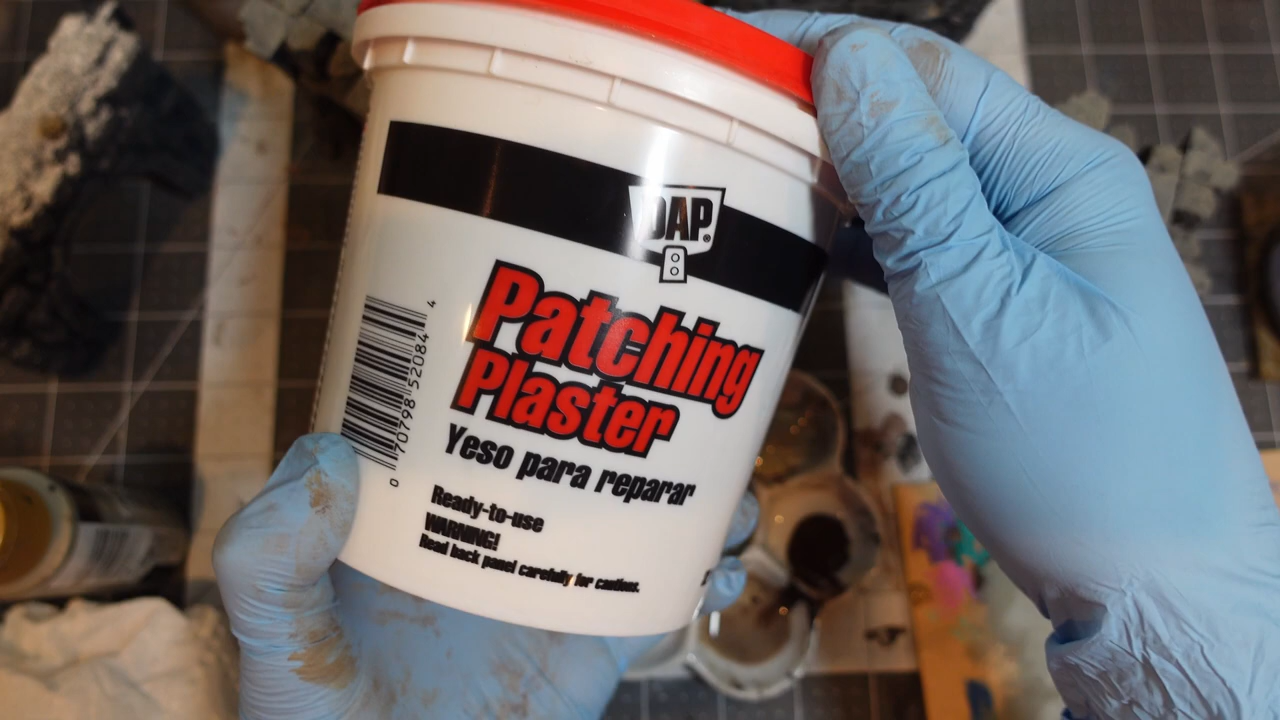 DAP®
Patching
Plaster
Yeso para reparar
Ready-to-use
WARNING!
Read back panel carefully for cautions.
0 70798 52084 4